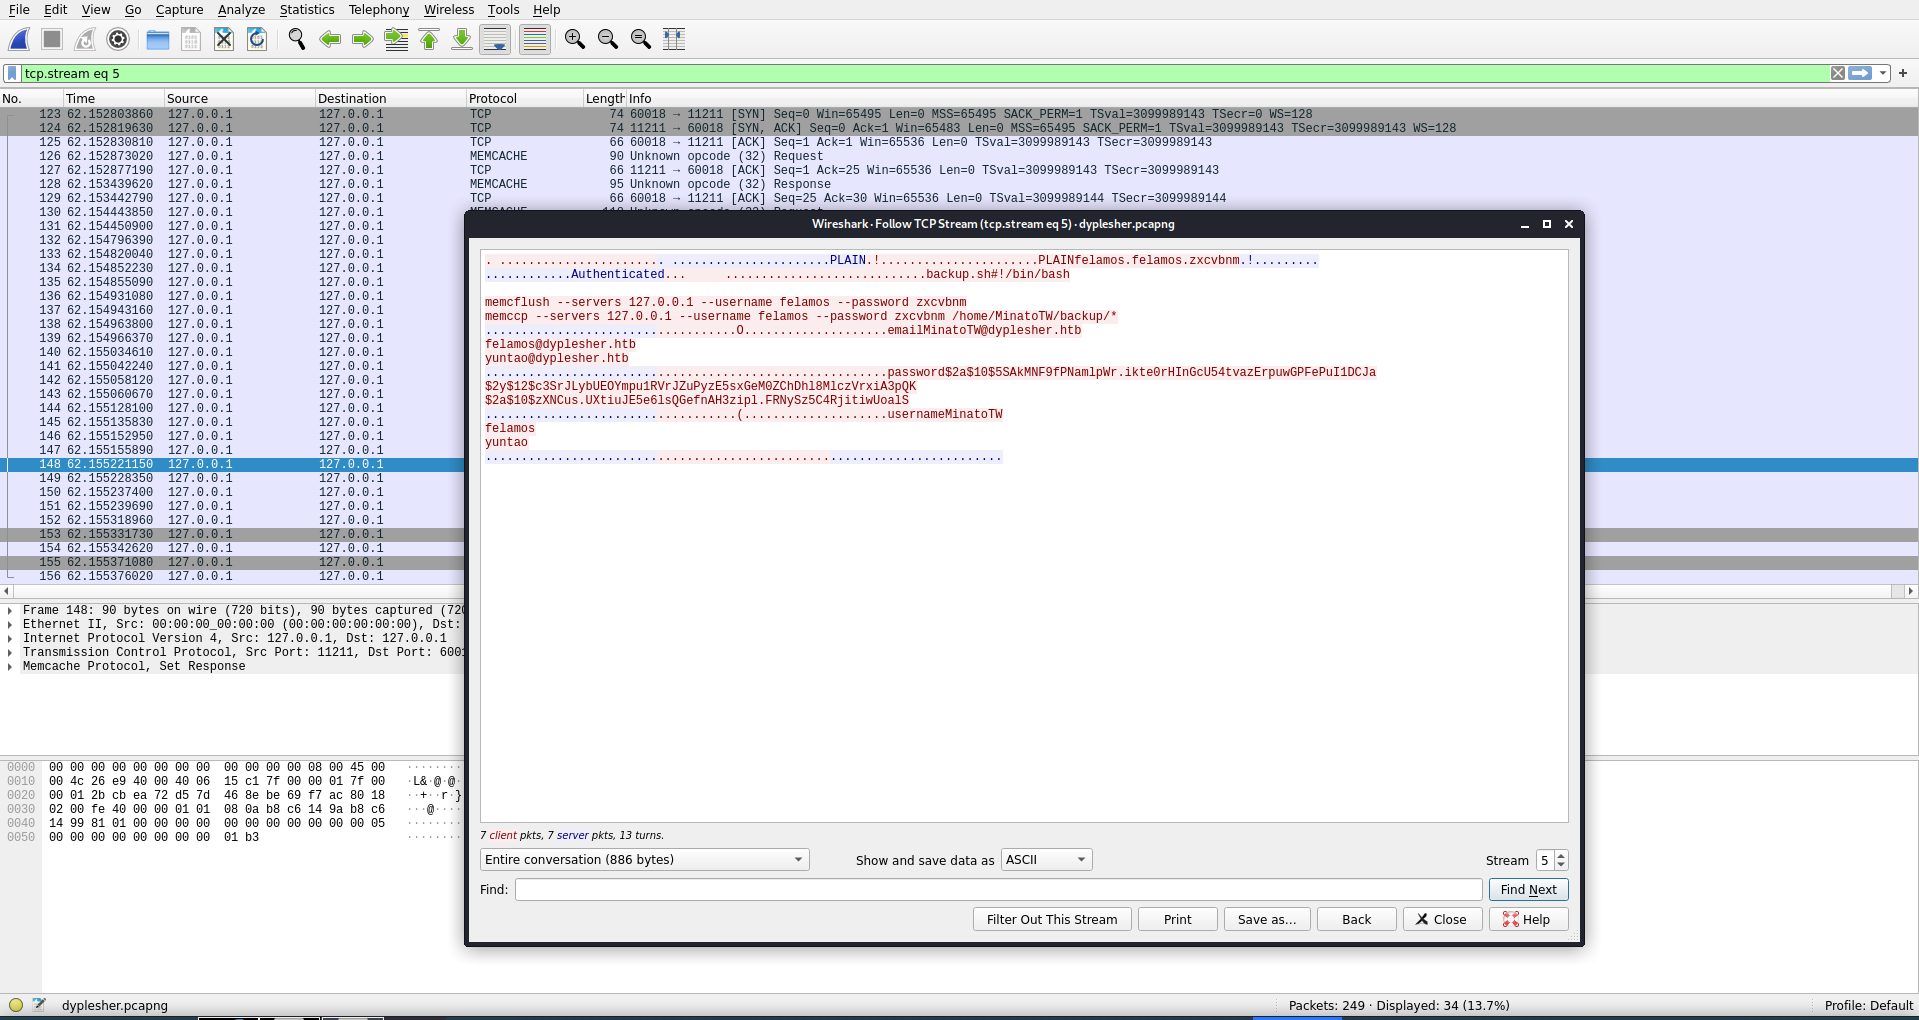 File Edit View Go Capture Analyze Statistics Telephony Wireless Tools Help
tcp.stream eq 5
No. Time Source Destination Protocol Length Info
123 62.152803860 127.0.0.1 127.0.0.1 TCP 74 60018 → 11211 [SYN] Seq=0 Win=65495 Len=0 MSS=65495 SACK_PERM=1 TSval=3099989143 TSecr=0 WS=128
124 62.152819630 127.0.0.1 127.0.0.1 TCP 74 11211 → 60018 [SYN, ACK] Seq=0 Ack=1 Win=65483 Len=0 MSS=65495 SACK_PERM=1 TSval=3099989143 TSecr=3099989143 WS=128
125 62.152830810 127.0.0.1 127.0.0.1 TCP 66 60018 → 11211 [ACK] Seq=1 Ack=1 Win=65536 Len=0 TSval=3099989143 TSecr=3099989143
126 62.152873020 127.0.0.1 127.0.0.1 MEMCACHE 90 Unknown opcode (32) Request
127 62.152877190 127.0.0.1 127.0.0.1 TCP 66 11211 → 60018 [ACK] Seq=1 Ack=25 Win=65536 Len=0 TSval=3099989143 TSecr=3099989143
128 62.153439620 127.0.0.1 127.0.0.1 MEMCACHE 95 Unknown opcode (32) Response
129 62.153442790 127.0.0.1 127.0.0.1 TCP 66 60018 → 11211 [ACK] Seq=25 Ack=30 Win=65536 Len=0 TSval=3099989144 TSecr=3099989144
130 62.154443850 127.0.0.1 127.0.0.1
131 62.154450900 127.0.0.1 127.0.0.1
132 62.154796390 127.0.0.1 127.0.0.1
133 62.154820040 127.0.0.1 127.0.0.1
134 62.154852230 127.0.0.1 127.0.0.1
135 62.154855090 127.0.0.1 127.0.0.1
136 62.154931080 127.0.0.1 127.0.0.1
137 62.154943160 127.0.0.1 127.0.0.1
138 62.154963800 127.0.0.1 127.0.0.1
139 62.154966370 127.0.0.1 127.0.0.1
140 62.155034610 127.0.0.1 127.0.0.1
141 62.155042240 127.0.0.1 127.0.0.1
142 62.155058120 127.0.0.1 127.0.0.1
143 62.155060670 127.0.0.1 127.0.0.1
144 62.155128100 127.0.0.1 127.0.0.1
145 62.155135830 127.0.0.1 127.0.0.1
146 62.155152950 127.0.0.1 127.0.0.1
147 62.155155890 127.0.0.1 127.0.0.1
148 62.155221150 127.0.0.1 127.0.0.1
149 62.155228350 127.0.0.1 127.0.0.1
150 62.155237400 127.0.0.1 127.0.0.1
151 62.155239690 127.0.0.1 127.0.0.1
152 62.155318960 127.0.0.1 127.0.0.1
153 62.155331730 127.0.0.1 127.0.0.1
154 62.155342620 127.0.0.1 127.0.0.1
155 62.155371080 127.0.0.1 127.0.0.1
156 62.155376020 127.0.0.1 127.0.0.1
Frame 148: 90 bytes on wire (720 bits), 90 bytes captured (720
Ethernet II, Src: 00:00:00_00:00:00 (00:00:00:00:00:00), Dst:
Internet Protocol Version 4, Src: 127.0.0.1, Dst: 127.0.0.1
Transmission Control Protocol, Src Port: 11211, Dst Port: 6001
Memcache Protocol, Set Response
0000 00 00 00 00 00 00 00 00 00 00 00 00 08 00 45 00 ········
0010 00 4c 26 e9 40 00 40 06 15 c1 7f 00 00 01 7f 00 ·L&·@·@·
0020 00 01 2b cb ea 72 d5 7d 46 8e be 69 f7 ac 80 18 ··+··r·}
0030 02 00 fe 40 00 00 01 01 08 0a b8 c6 14 9a b8 c6 ···@····
0040 14 99 81 01 00 00 00 00 00 00 00 00 00 00 00 05 ········
0050 00 00 00 00 00 00 00 00 01 b3 ········
Wireshark · Follow TCP Stream (tcp.stream eq 5) · dyplesher.pcapng
. ....................... ......................PLAIN.!......................PLAINfelamos.felamos.zxcvbnm.!.........
............Authenticated... ............................backup.sh#!/bin/bash
memcflush --servers 127.0.0.1 --username felamos --password zxcvbnm
memccp --servers 127.0.0.1 --username felamos --password zxcvbnm /home/MinatoTW/backup/*
...................................O....................emailMinatoTW@dyplesher.htb
felamos@dyplesher.htb
yuntao@dyplesher.htb
........................................................password$2a$10$5SAkMNF9fPNamlpWr.ikte0rHInGcU54tvazErpuwGPFePuI1DCJa
$2y$12$c3SrJLybUEOYmpu1RVrJZuPyzE5sxGeM0ZChDhl8MlczVrxiA3pQK
$2a$10$zXNCus.UXtiuJE5e6lsQGefnAH3zipl.FRNySz5C4RjitiwUoalS
...................................(....................usernameMinatoTW
felamos
yuntao
........................................................................
7 client pkts, 7 server pkts, 13 turns.
Entire conversation (886 bytes) Show and save data as ASCII Stream 5
Find: Find Next
Filter Out This Stream Print Save as... Back Close Help
dyplesher.pcapng Packets: 249 · Displayed: 34 (13.7%) Profile: Default